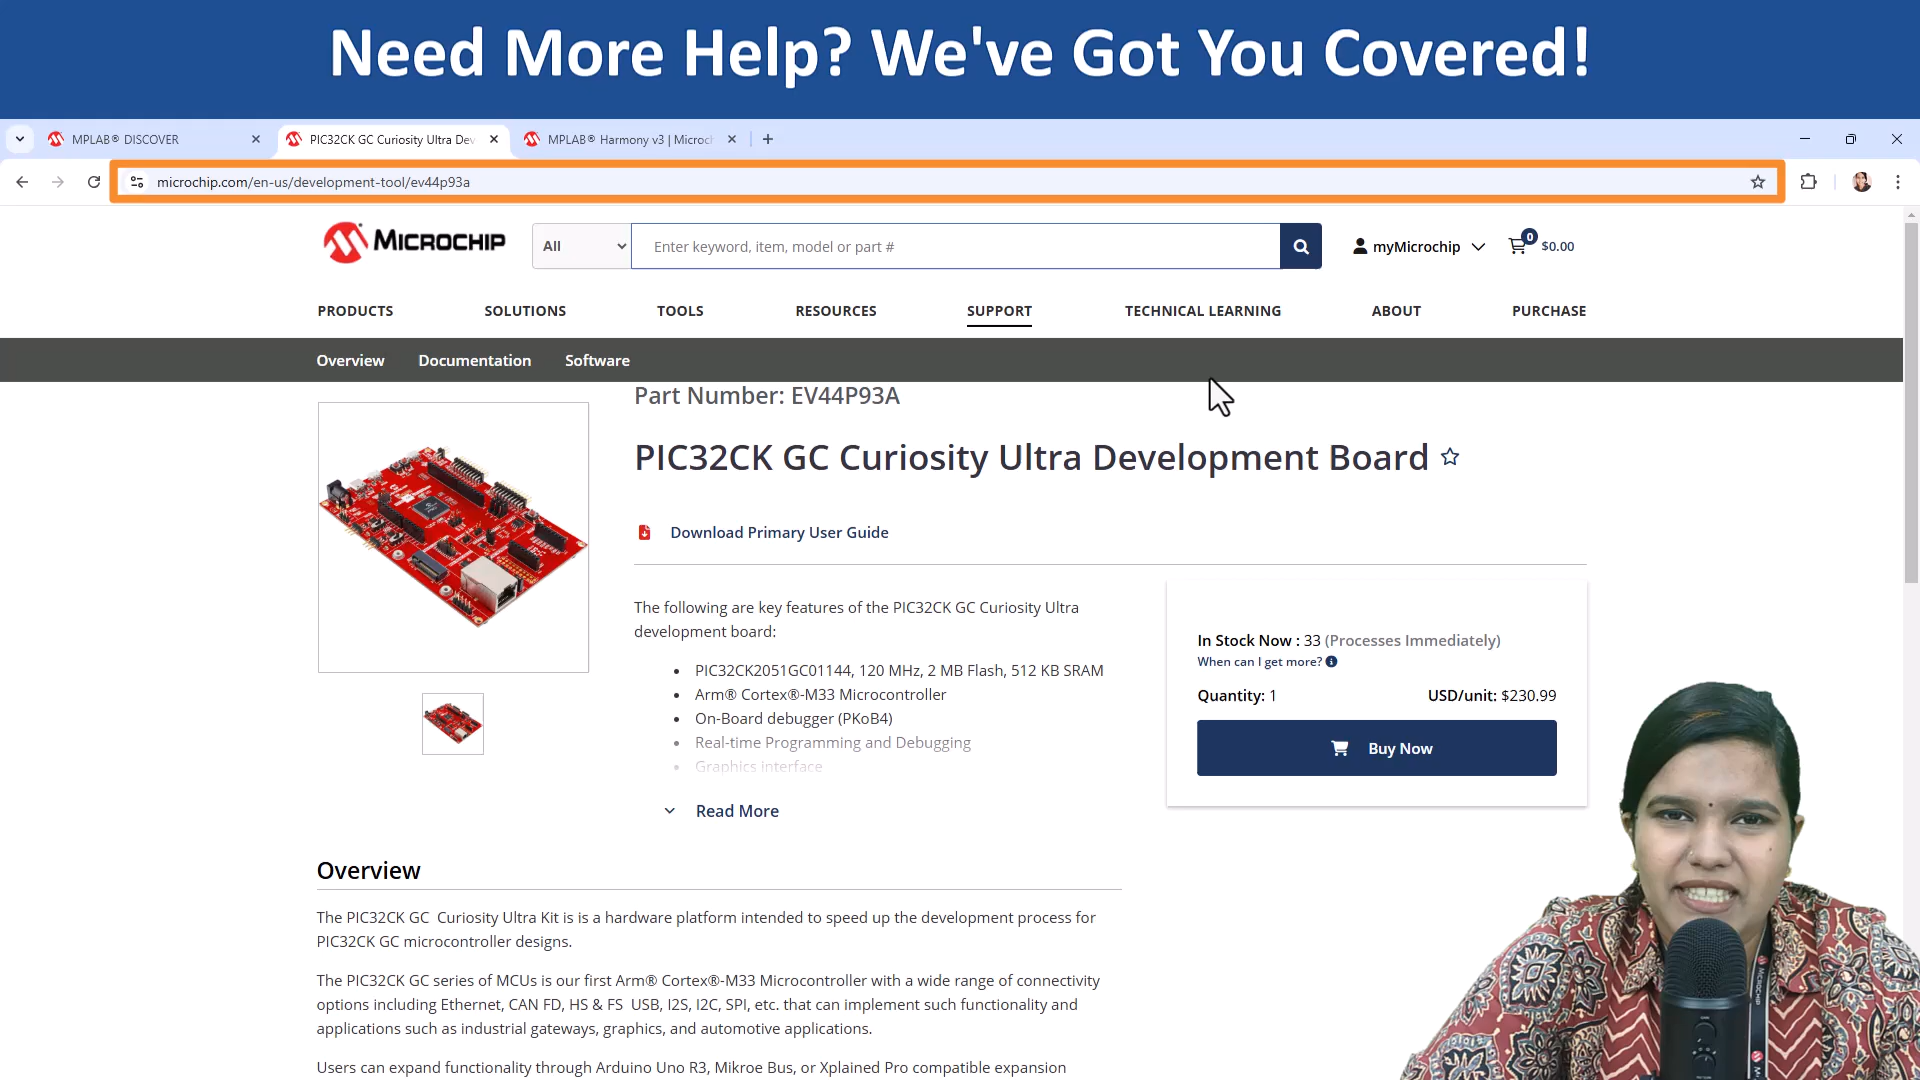 Need More Help? We've Got You Covered!
MPLAB® DISCOVER
PIC32CK GC Curiosity Ultra Dev
MPLAB® Harmony v3 | Microch
microchip.com/en-us/development-tool/ev44p93a
MICROCHIP
All
Enter keyword, item, model or part #
myMicrochip
0
$0.00
PRODUCTS
SOLUTIONS
TOOLS
RESOURCES
SUPPORT
TECHNICAL LEARNING
ABOUT
PURCHASE
Overview
Documentation
Software
Part Number: EV44P93A
PIC32CK GC Curiosity Ultra Development Board
Download Primary User Guide
The following are key features of the PIC32CK GC Curiosity Ultra
development board:
• PIC32CK2051GC01144, 120 MHz, 2 MB Flash, 512 KB SRAM
• Arm® Cortex®-M33 Microcontroller
• On-Board debugger (PKoB4)
• Real-time Programming and Debugging
• Graphics interface
Read More
In Stock Now : 33 (Processes Immediately)
When can I get more?
Quantity: 1
USD/unit: $230.99
Buy Now
Overview
The PIC32CK GC  Curiosity Ultra Kit is is a hardware platform intended to speed up the development process for
PIC32CK GC microcontroller designs.
The PIC32CK GC series of MCUs is our first Arm® Cortex®-M33 Microcontroller with a wide range of connectivity
options including Ethernet, CAN FD, HS & FS  USB, I2S, I2C, SPI, etc. that can implement such functionality and
applications such as industrial gateways, graphics, and automotive applications.
Users can expand functionality through Arduino Uno R3, Mikroe Bus, or Xplained Pro compatible expansion
MICROCHIP